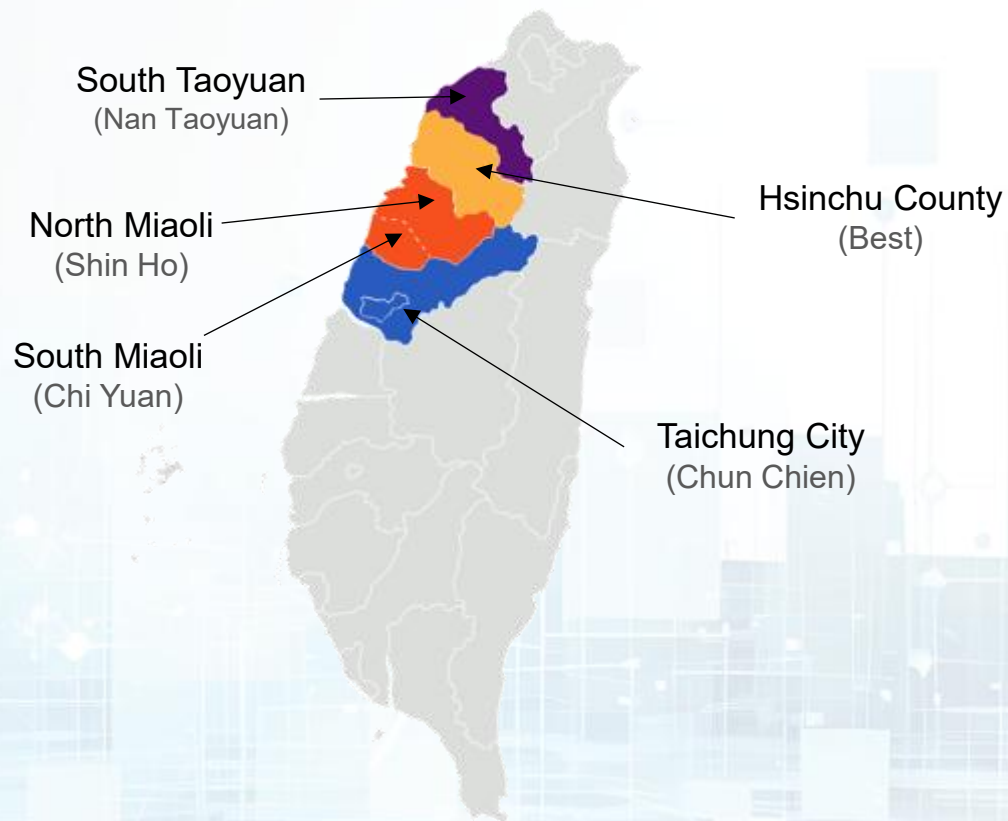 South Taoyuan
(Nan Taoyuan)
Hsinchu County
(Best)
North Miaoli
(Shin Ho)
South Miaoli
(Chi Yuan)
Taichung City
(Chun Chien)